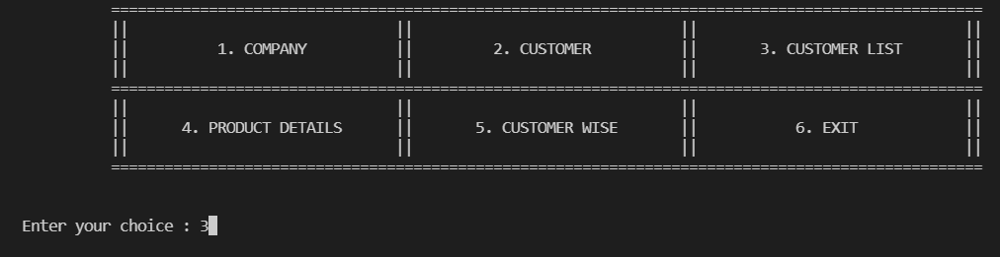 ==================================================================================================
||                              ||                              ||                              ||
||          1. COMPANY          ||         2. CUSTOMER          ||       3. CUSTOMER LIST       ||
||                              ||                              ||                              ||
==================================================================================================
||                              ||                              ||                              ||
||      4. PRODUCT DETAILS      ||       5. CUSTOMER WISE       ||           6. EXIT            ||
||                              ||                              ||                              ||
==================================================================================================
Enter your choice : 3